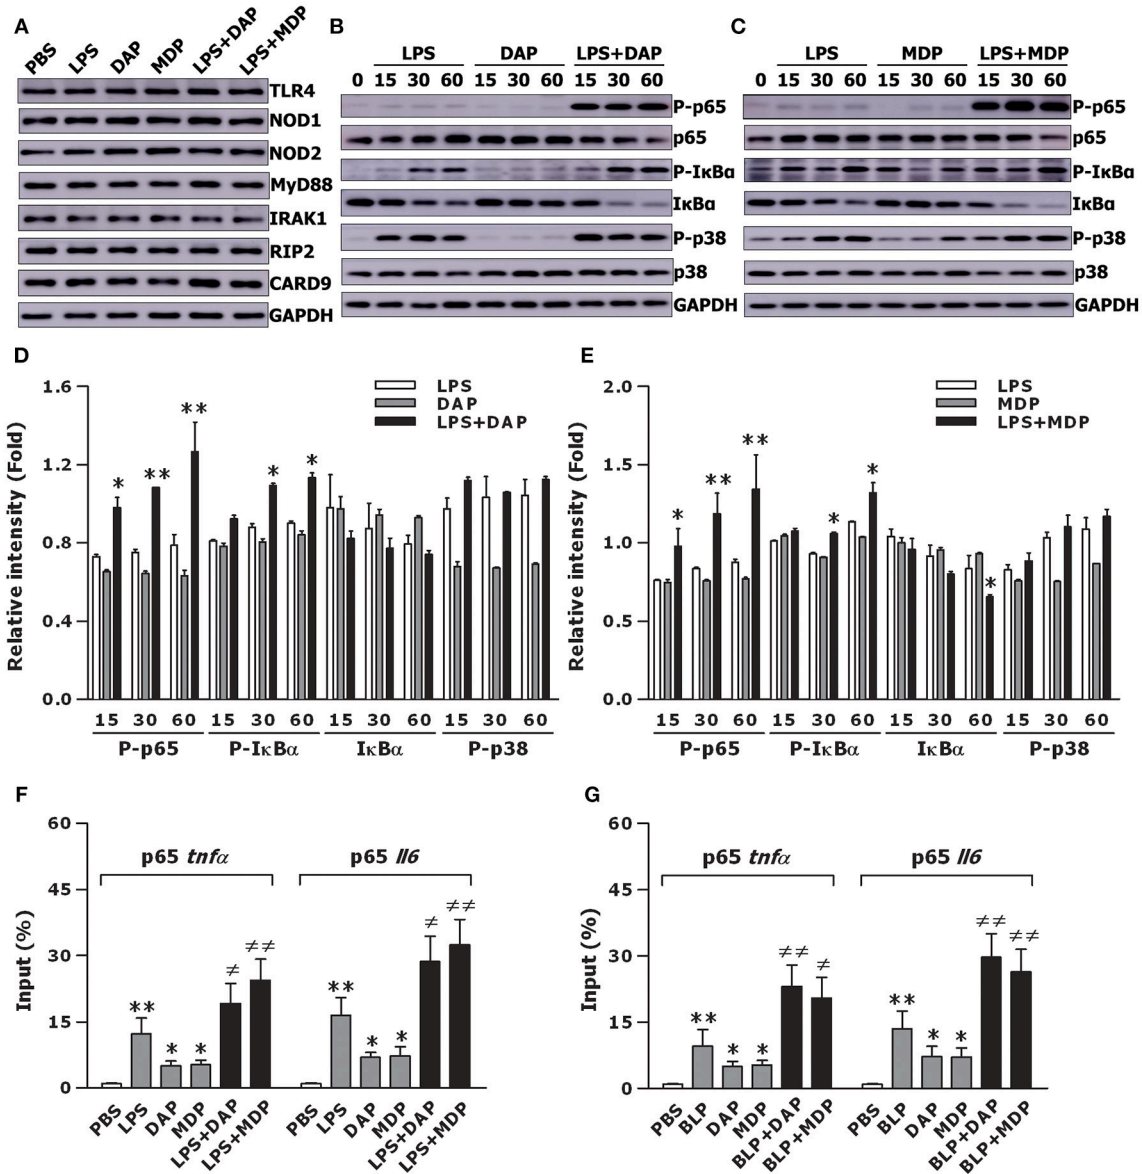 A
PBS LPS DAP MDP LPS+DAP LPS+MDP
TLR4
NOD1
NOD2
MyD88
IRAK1
RIP2
CARD9
GAPDH
B
LPS DAP LPS+DAP
0 15 30 60 15 30 60 15 30 60
P-p65
p65
P-IκBα
IκBα
P-p38
p38
GAPDH
C
LPS MDP LPS+MDP
0 15 30 60 15 30 60 15 30 60
P-p65
p65
P-IκBα
IκBα
P-p38
p38
GAPDH
D
Relative intensity (Fold)
1.6
1.2
0.8
0.4
0.0
LPS
DAP
LPS+DAP
* ** ** * *
15 30 60 15 30 60 15 30 60 15 30 60
P-p65 P-IκBα IκBα P-p38
E
Relative intensity (Fold)
2.0
1.5
1.0
0.5
0.0
LPS
MDP
LPS+MDP
* ** ** * * *
15 30 60 15 30 60 15 30 60 15 30 60
P-p65 P-IκBα IκBα P-p38
F
Input (%)
60
45
30
15
0
p65 tnfα p65 Il6
** * * ≠ ≠≠ ** * * ≠ ≠≠
PBS LPS DAP MDP LPS+DAP LPS+MDP PBS LPS DAP MDP LPS+DAP LPS+MDP
G
Input (%)
60
45
30
15
0
p65 tnfα p65 Il6
** * * ≠≠ ≠ ** * * ≠≠ ≠≠
PBS BLP DAP MDP BLP+DAP BLP+MDP PBS BLP DAP MDP BLP+DAP BLP+MDP